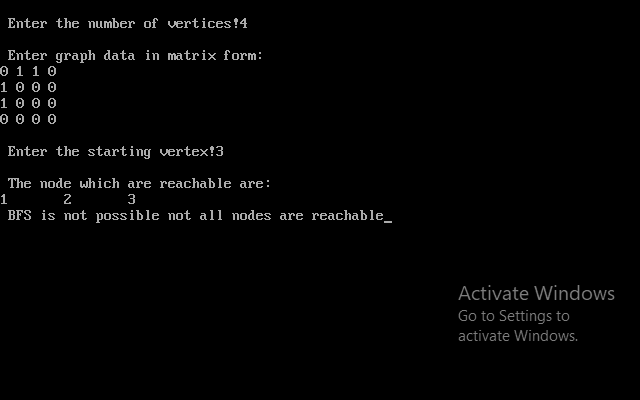 Enter the number of vertices!4
Enter graph data in matrix form:
0 1 1 0
1 0 0 0
1 0 0 0
0 0 0 0
Enter the starting vertex!3
The node which are reachable are:
1 2 3
BFS is not possible not all nodes are reachable_
Activate Windows
Go to Settings to
activate Windows.